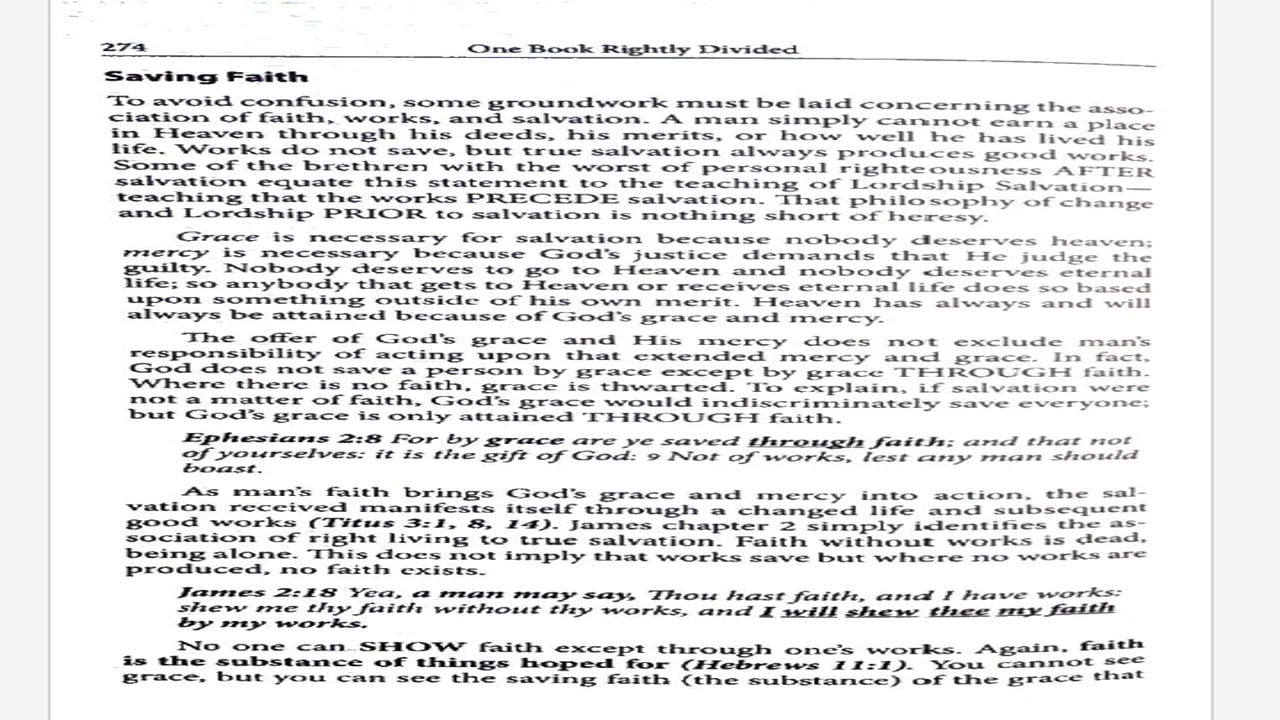 274 One Book Rightly Divided
Saving Faith
To avoid confusion, some groundwork must be laid concerning the asso-
ciation of faith, works, and salvation. A man simply cannot earn a place
in Heaven through his deeds, his merits, or how well he has lived his
life. Works do not save, but true salvation always produces good works.
Some of the brethren with the worst of personal righteousness AFTER
salvation equate this statement to the teaching of Lordship Salvation—
teaching that the works PRECEDE salvation. That philosophy of change
and Lordship PRIOR to salvation is nothing short of heresy.
Grace is necessary for salvation because nobody deserves heaven;
mercy is necessary because God's justice demands that He judge the
guilty. Nobody deserves to go to Heaven and nobody deserves eternal
life; so anybody that gets to Heaven or receives eternal life does so based
upon something outside of his own merit. Heaven has always and will
always be attained because of God's grace and mercy.
The offer of God's grace and His mercy does not exclude man's
responsibility of acting upon that extended mercy and grace. In fact,
God does not save a person by grace except by grace THROUGH faith.
Where there is no faith, grace is thwarted. To explain, if salvation were
not a matter of faith, God's grace would indiscriminately save everyone;
but God's grace is only attained THROUGH faith.
Ephesians 2:8 For by grace are ye saved through faith; and that not
of yourselves: it is the gift of God: 9 Not of works, lest any man should
boast.
As man's faith brings God's grace and mercy into action, the sal-
vation received manifests itself through a changed life and subsequent
good works (Titus 3:1, 8, 14). James chapter 2 simply identifies the as-
sociation of right living to true salvation. Faith without works is dead,
being alone. This does not imply that works save but where no works are
produced, no faith exists.
James 2:18 Yea, a man may say, Thou hast faith, and I have works:
shew me thy faith without thy works, and I will shew thee my faith
by my works.
No one can SHOW faith except through one's works. Again, faith
is the substance of things hoped for (Hebrews 11:1). You cannot see
grace, but you can see the saving faith (the substance) of the grace that